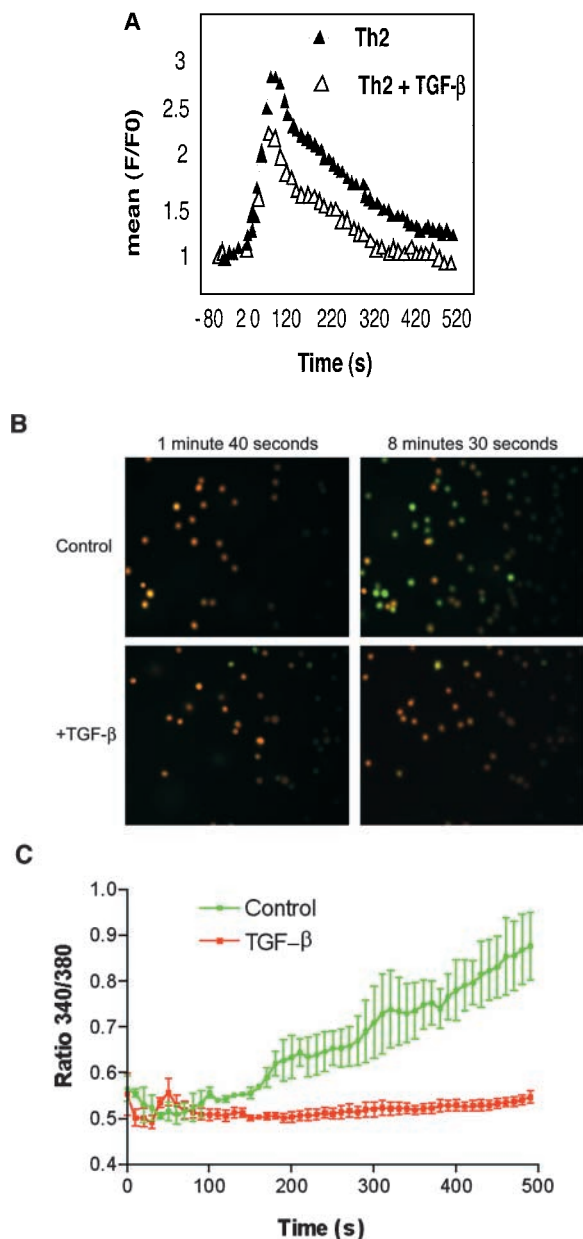 A
▲ Th2
△ Th2 + TGF-β
mean (F/F0)
3
2.5
2
1.5
1
-80 20 120 220 320 420 520
Time (s)
B
1 minute 40 seconds 8 minutes 30 seconds
Control
+TGF-β
C
Control
TGF-β
Ratio 340/380
1.0
0.9
0.8
0.7
0.6
0.5
0.4
0 100 200 300 400 500
Time (s)